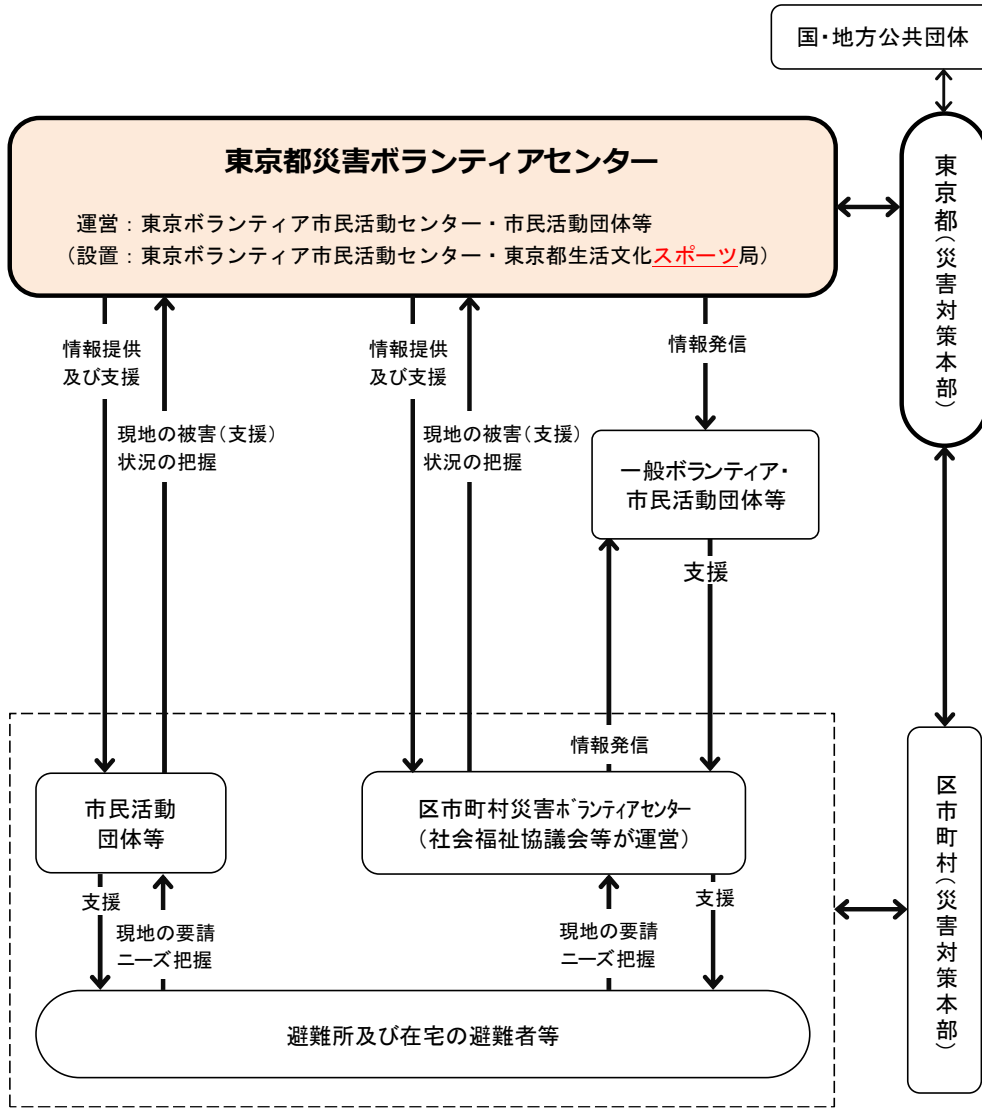 国・地方公共団体
東京都災害ボランティアセンター
運営：東京ボランティア市民活動センター・市民活動団体等
（設置：東京ボランティア市民活動センター・東京都生活文化スポーツ局）
東京都（災害対策本部）
情報提供
及び支援
現地の被害（支援）
状況の把握
情報提供
及び支援
現地の被害（支援）
状況の把握
情報発信
一般ボランティア・
市民活動団体等
支援
情報発信
市民活動
団体等
区市町村災害ﾎﾞﾗﾝﾃｨｱｾﾝﾀｰ
（社会福祉協議会等が運営）
区市町村（災害対策本部）
支援
現地の要請
ニーズ把握
現地の要請
ニーズ把握
支援
避難所及び在宅の避難者等